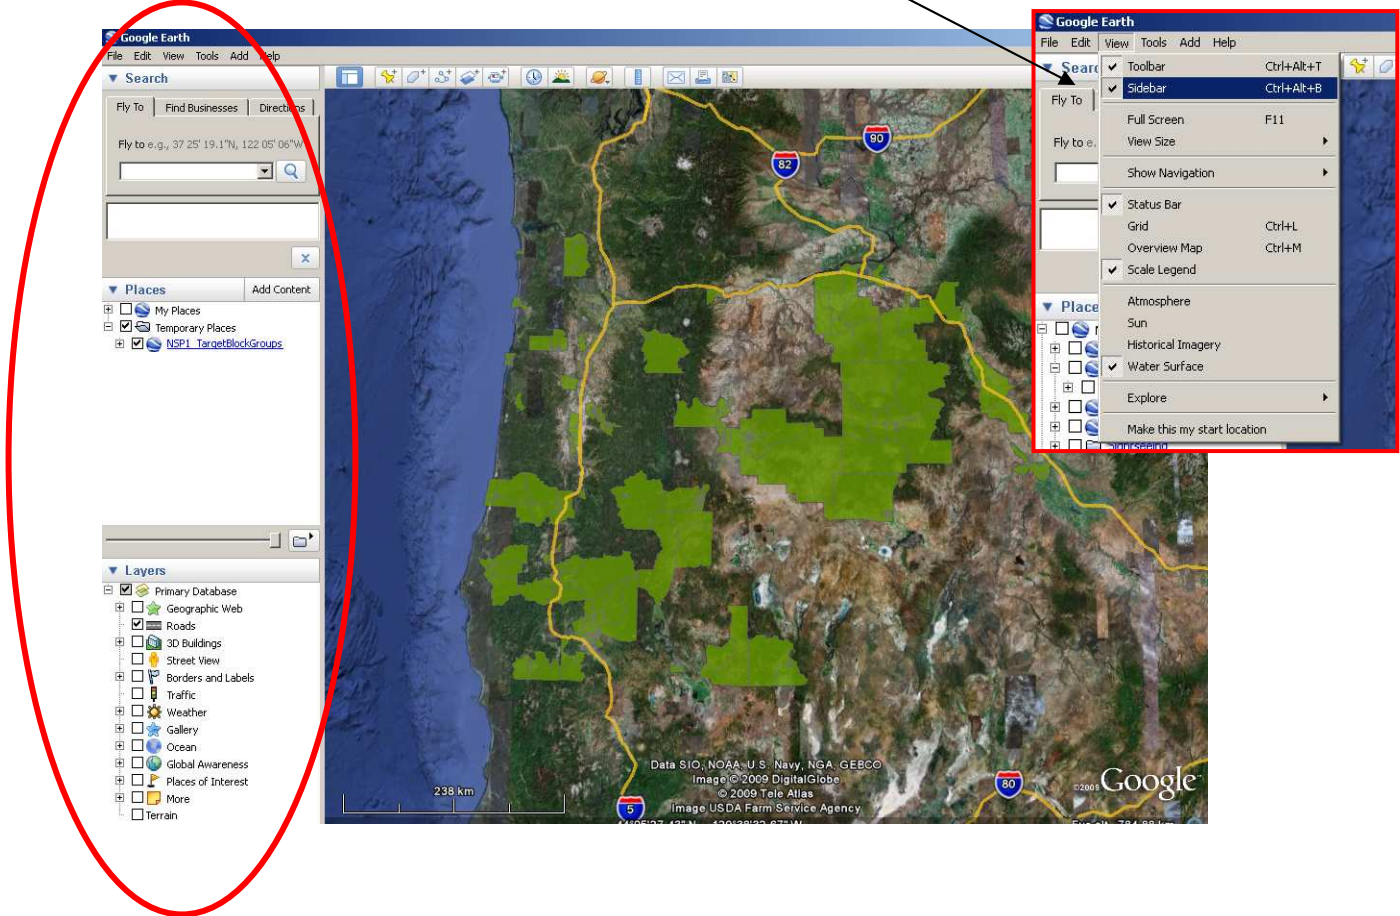 Google Earth
File Edit View Tools Add Help
Search
Fly To Find Businesses Directions
Fly to e.g., 37 25' 19.1"N, 122 05' 06"W
Places Add Content
My Places
Temporary Places
NSP1_TargetBlockGroups
Layers
Primary Database
Geographic Web
Roads
3D Buildings
Street View
Borders and Labels
Traffic
Weather
Gallery
Ocean
Global Awareness
Places of Interest
More
Terrain
90
82
80
5
238 km
Data SIO, NOAA, U.S. Navy, NGA, GEBCO
Image © 2009 DigitalGlobe
© 2009 Tele Atlas
Image USDA Farm Service Agency
©2009 Google
Google Earth
File Edit View Tools Add Help
Fly To
Fly to e.
Place
Toolbar Ctrl+Alt+T
Sidebar Ctrl+Alt+B
Full Screen F11
View Size
Show Navigation
Status Bar
Grid Ctrl+L
Overview Map Ctrl+M
Scale Legend
Atmosphere
Sun
Historical Imagery
Water Surface
Explore
Make this my start location
Sightseeing